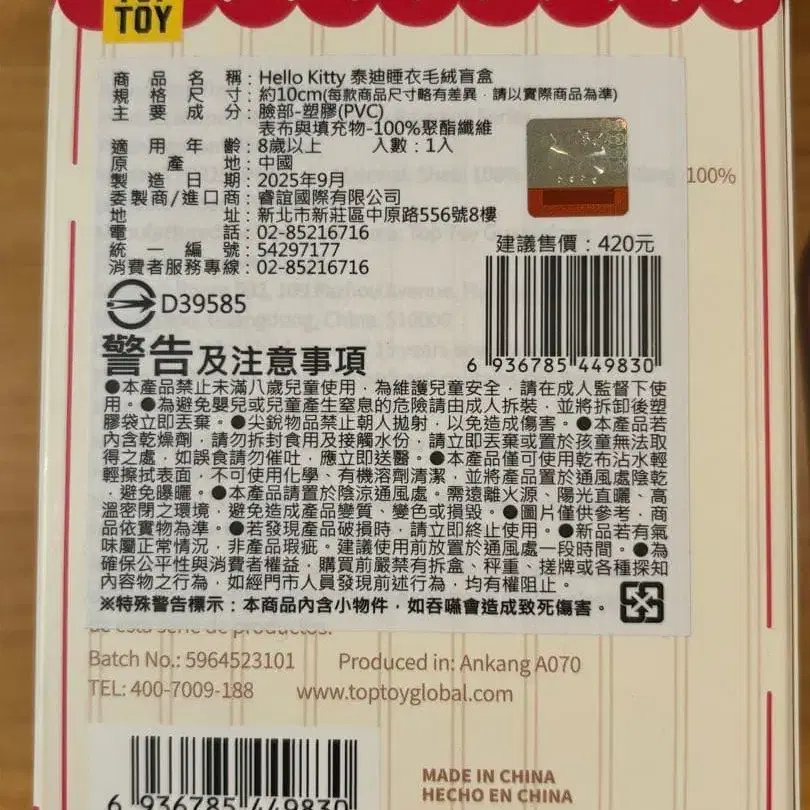 TOP
TOY
商品名稱：Hello Kitty 泰迪睡衣毛絨盲盒
規格尺寸：約10cm(每款商品尺寸略有差異，請以實際商品為準)
主要成分：臉部-塑膠(PVC)
表布與填充物-100%聚酯纖維
適用年齡：8歲以上 入數：1入
原產地：中國
製造日期：2025年9月
委製商/進口商：睿誼國際有限公司
地址：新北市新莊區中原路556號8樓
電話：02-85216716
統一編號：54297177
消費者服務專線：02-85216716
100%
建議售價：420元
D39585
6 936785 449830
警告及注意事項
●本產品禁止未滿八歲兒童使用，為維護兒童安全，請在成人監督下使
用。●為避免嬰兒或兒童產生窒息的危險請由成人拆裝，並將拆卸後塑
膠袋立即丟棄。●尖銳物品禁止朝人拋射，以免造成傷害。●本產品若
內含乾燥劑，請勿拆封食用及接觸水份，請立即丟棄或置於孩童無法取
得之處，如誤食請勿催吐，應立即送醫。●本產品僅可使用乾布沾水輕
輕擦拭表面，不可使用化學、有機溶劑清潔，並將產品置於通風處陰乾
，避免曝曬。●本產品請置於陰涼通風處。需遠離火源、陽光直曬、高
溫密閉之環境，避免造成產品變質、變色或損毀。●圖片僅供參考，商
品依實物為準。●若發現產品破損時，請立即終止使用。●新品若有氣
味屬正常情況，非產品瑕疵。建議使用前放置於通風處一段時間。●為
確保公平性與消費者權益，購買前嚴禁有拆盒、秤重、搓牌或各種探知
內容物之行為，如經門市人員發現前述行為，均有權阻止。
※特殊警告標示：本商品內含小物件，如吞嚥會造成致死傷害。
de esta serie de productos.
Batch No.: 5964523101 Produced in: Ankang A070
TEL: 400-7009-188 www.toptoyglobal.com
6 936785 449830
MADE IN CHINA
HECHO EN CHINA